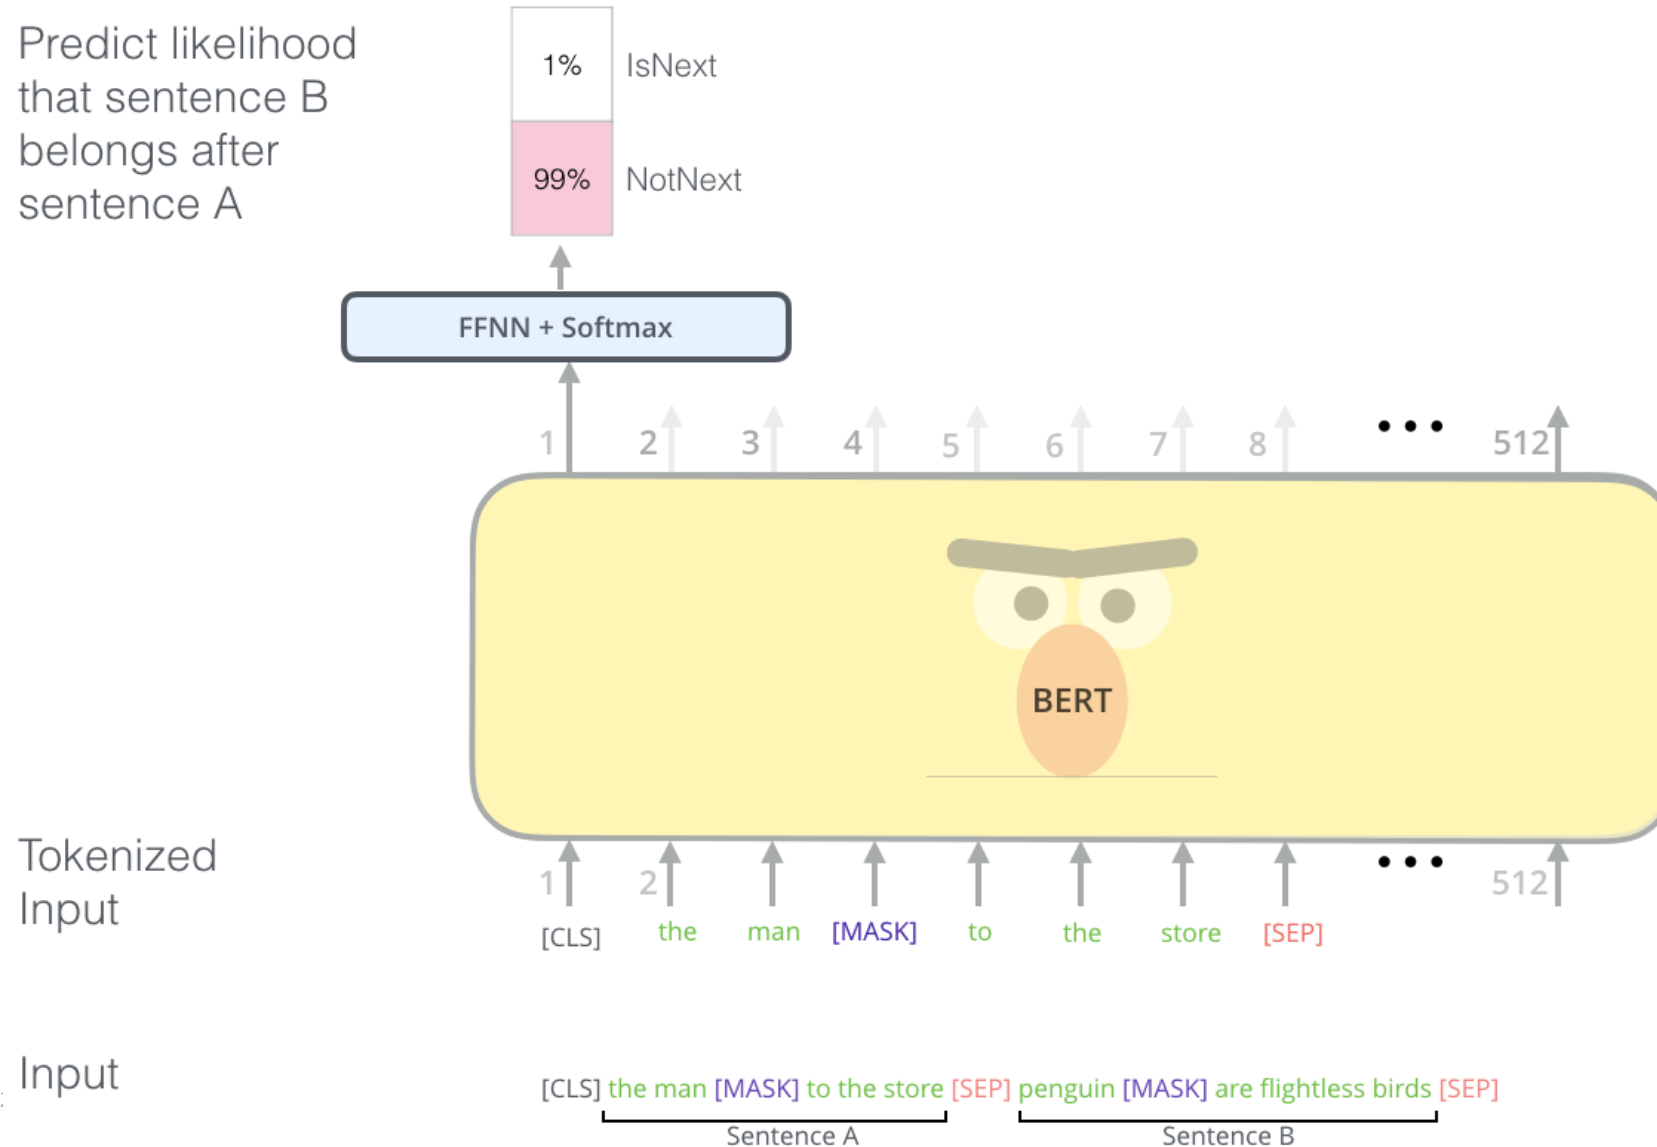 Predict likelihood
that sentence B
belongs after
sentence A
1% IsNext
99% NotNext
FFNN + Softmax
1 2 3 4 5 6 7 8 ••• 512
BERT
Tokenized
Input
1 2 ••• 512
[CLS] the man [MASK] to the store [SEP]
Input
[CLS] the man [MASK] to the store [SEP] penguin [MASK] are flightless birds [SEP]
Sentence A Sentence B